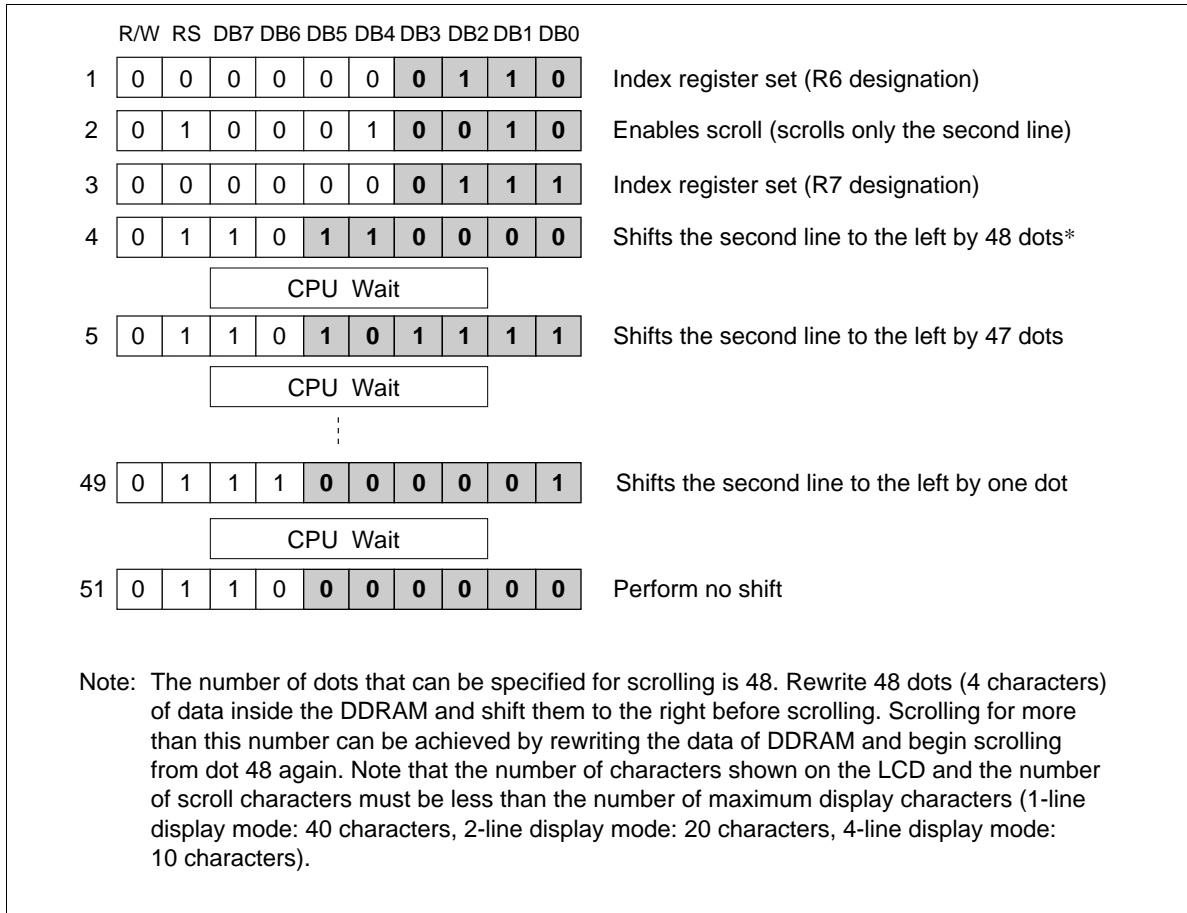 R/W RS DB7 DB6 DB5 DB4 DB3 DB2 DB1 DB0
1 0 0 0 0 0 0 0 1 1 0 Index register set (R6 designation)
2 0 1 0 0 0 1 0 0 1 0 Enables scroll (scrolls only the second line)
3 0 0 0 0 0 0 0 1 1 1 Index register set (R7 designation)
4 0 1 1 0 1 1 0 0 0 0 Shifts the second line to the left by 48 dots*
CPU Wait
5 0 1 1 0 1 0 1 1 1 1 Shifts the second line to the left by 47 dots
CPU Wait
49 0 1 1 1 0 0 0 0 0 1 Shifts the second line to the left by one dot
CPU Wait
51 0 1 1 0 0 0 0 0 0 0 Perform no shift
Note: The number of dots that can be specified for scrolling is 48. Rewrite 48 dots (4 characters)
of data inside the DDRAM and shift them to the right before scrolling. Scrolling for more
than this number can be achieved by rewriting the data of DDRAM and begin scrolling
from dot 48 again. Note that the number of characters shown on the LCD and the number
of scroll characters must be less than the number of maximum display characters (1-line
display mode: 40 characters, 2-line display mode: 20 characters, 4-line display mode:
10 characters).